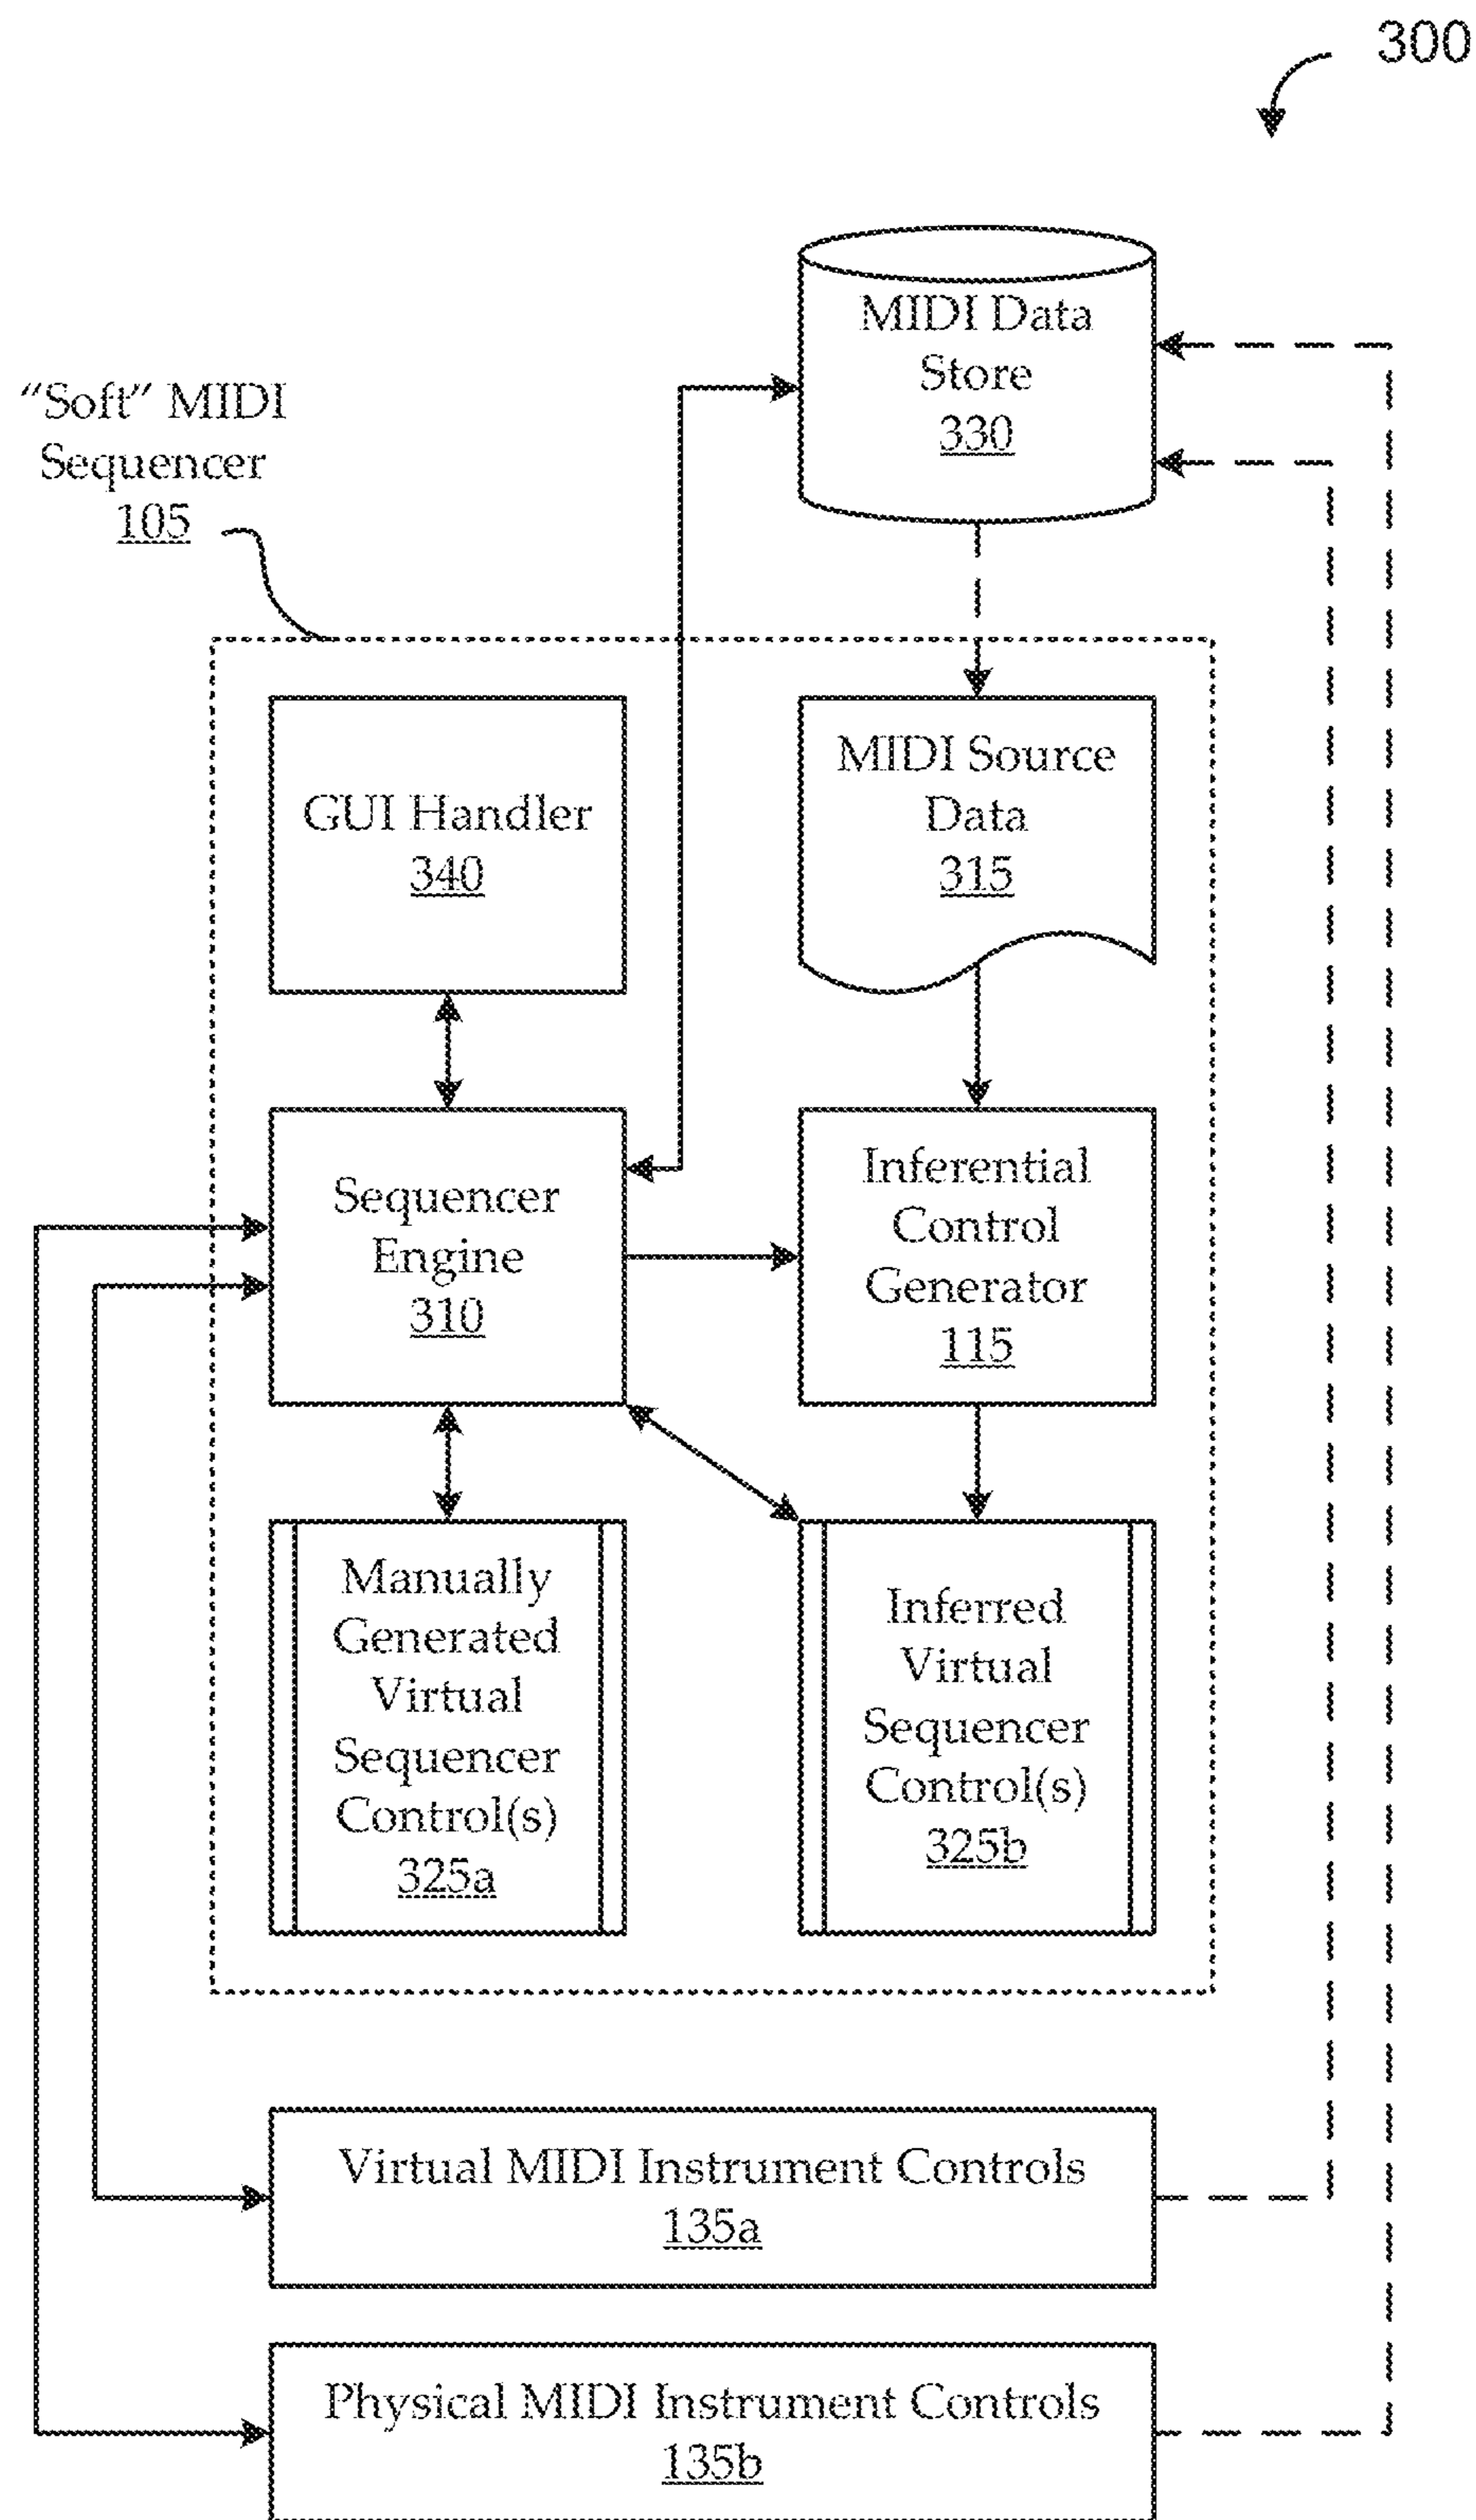 300
MIDI Data
Store
330
“Soft” MIDI
Sequencer
105
GUI Handler
340
MIDI Source
Data
315
Sequencer
Engine
310
Inferential
Control
Generator
115
Manually
Generated
Virtual
Sequencer
Control(s)
325a
Inferred
Virtual
Sequencer
Control(s)
325b
Virtual MIDI Instrument Controls
135a
Physical MIDI Instrument Controls
135b